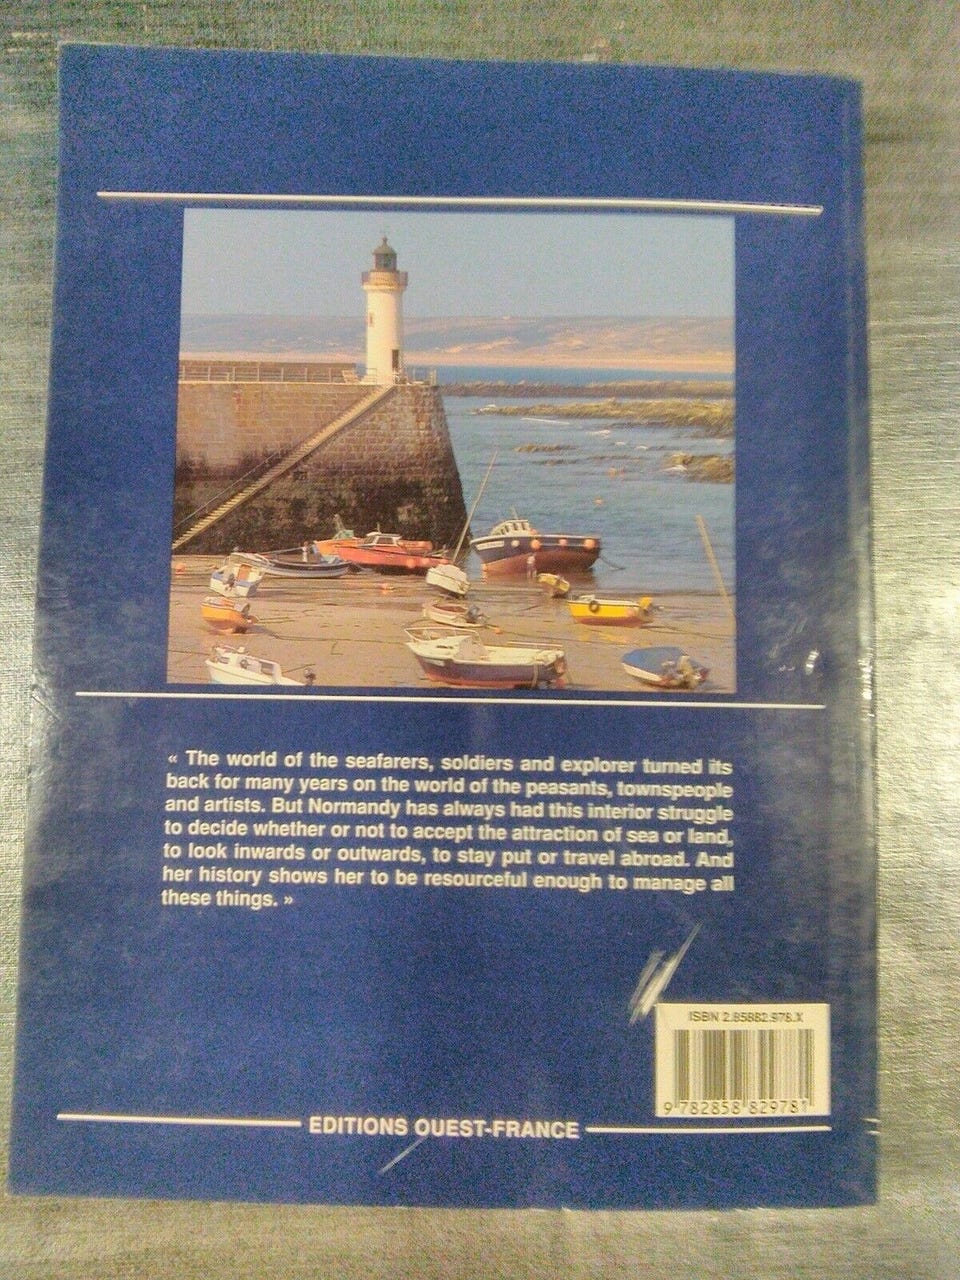 « The world of the seafarers, soldiers and explorer turned its
back for many years on the world of the peasants, townspeople
and artists. But Normandy has always had this interior struggle
to decide whether or not to accept the attraction of sea or land,
to look inwards or outwards, to stay put or travel abroad. And
her history shows her to be resourceful enough to manage all
these things. »
ISBN 2.85882.978.X
9 782858 829781
EDITIONS OUEST-FRANCE